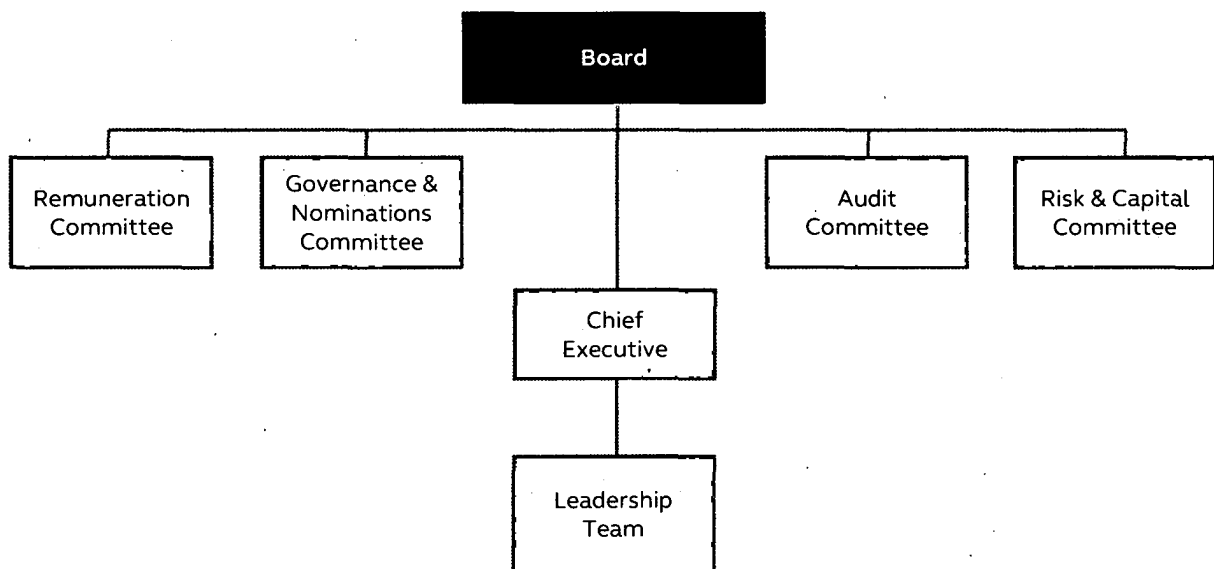 Board
Remuneration
Committee
Governance &
Nominations
Committee
Audit
Committee
Risk & Capital
Committee
Chief
Executive
Leadership
Team